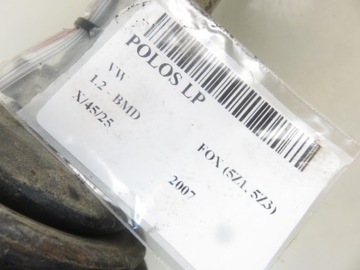 POLOS LP
VW
1.2 - BMD
X/45/25
FOX (5Z1, 5Z3)
2007